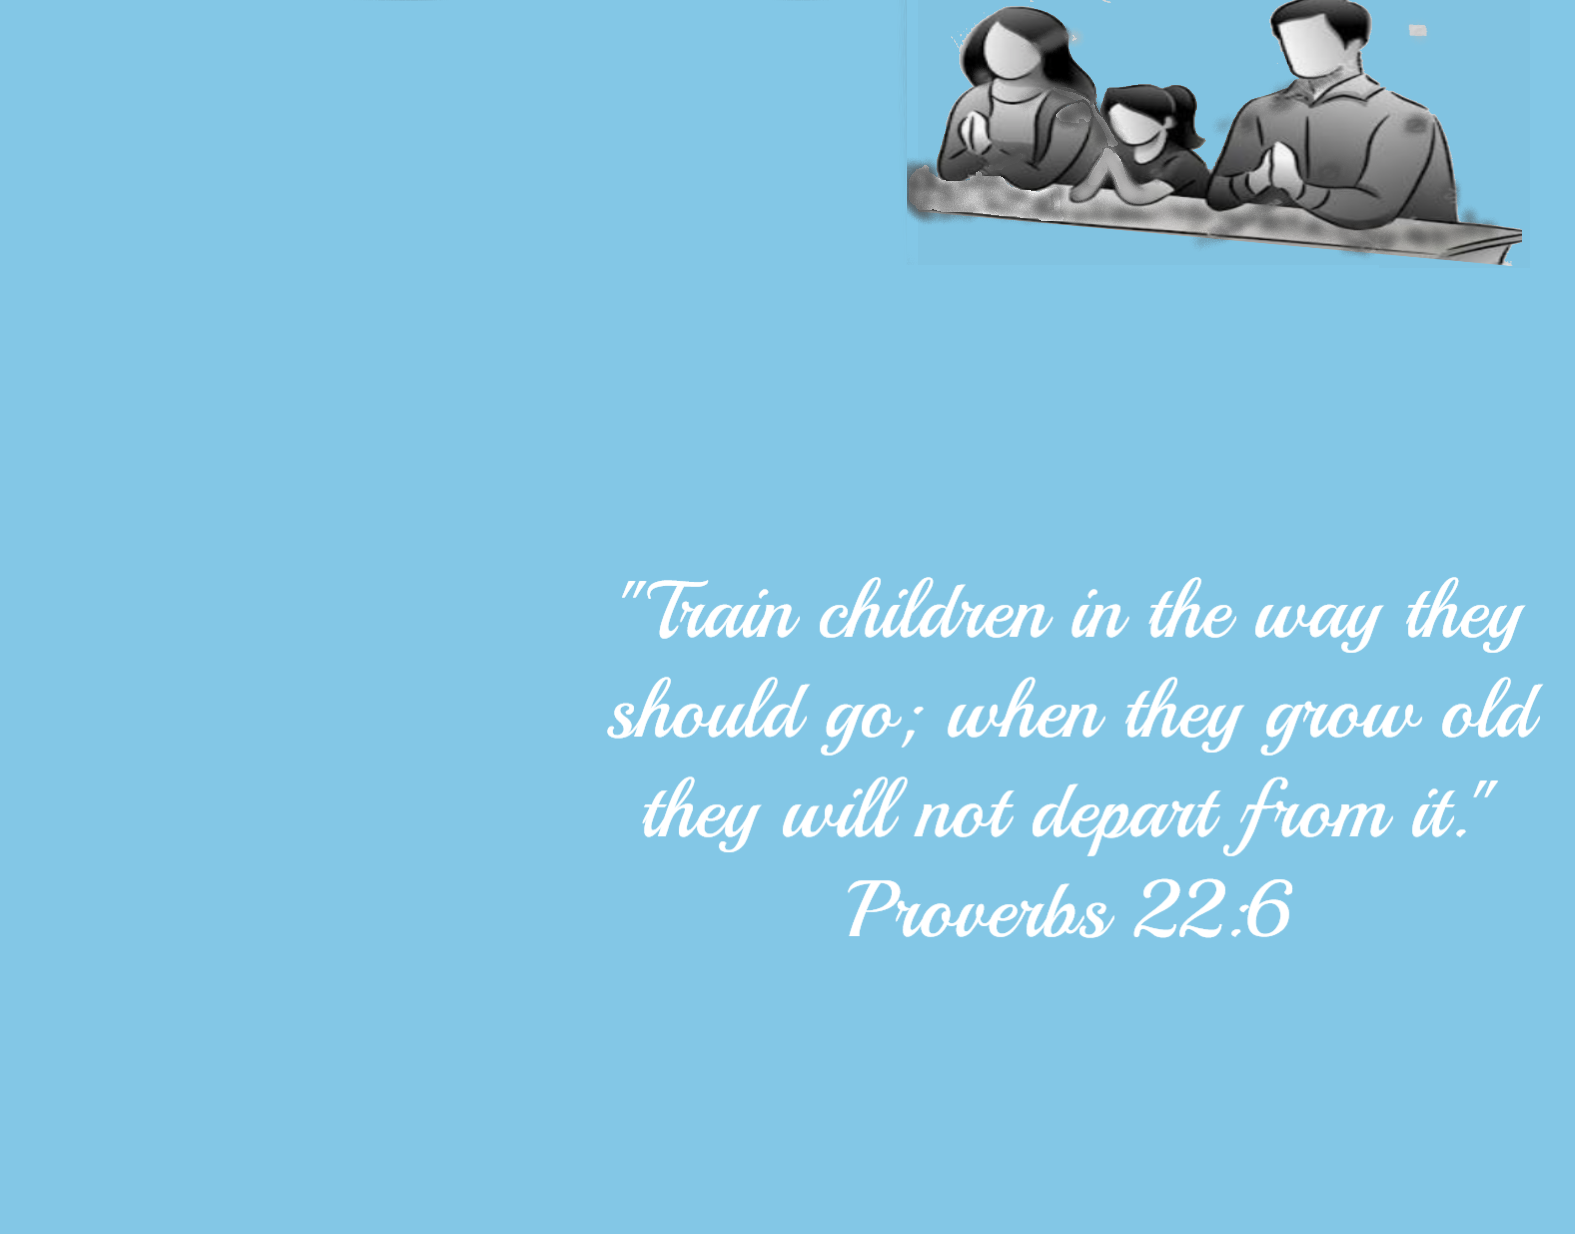 "Train children in the way they
should go; when they grow old
they will not depart from it."
Proverbs 22:6